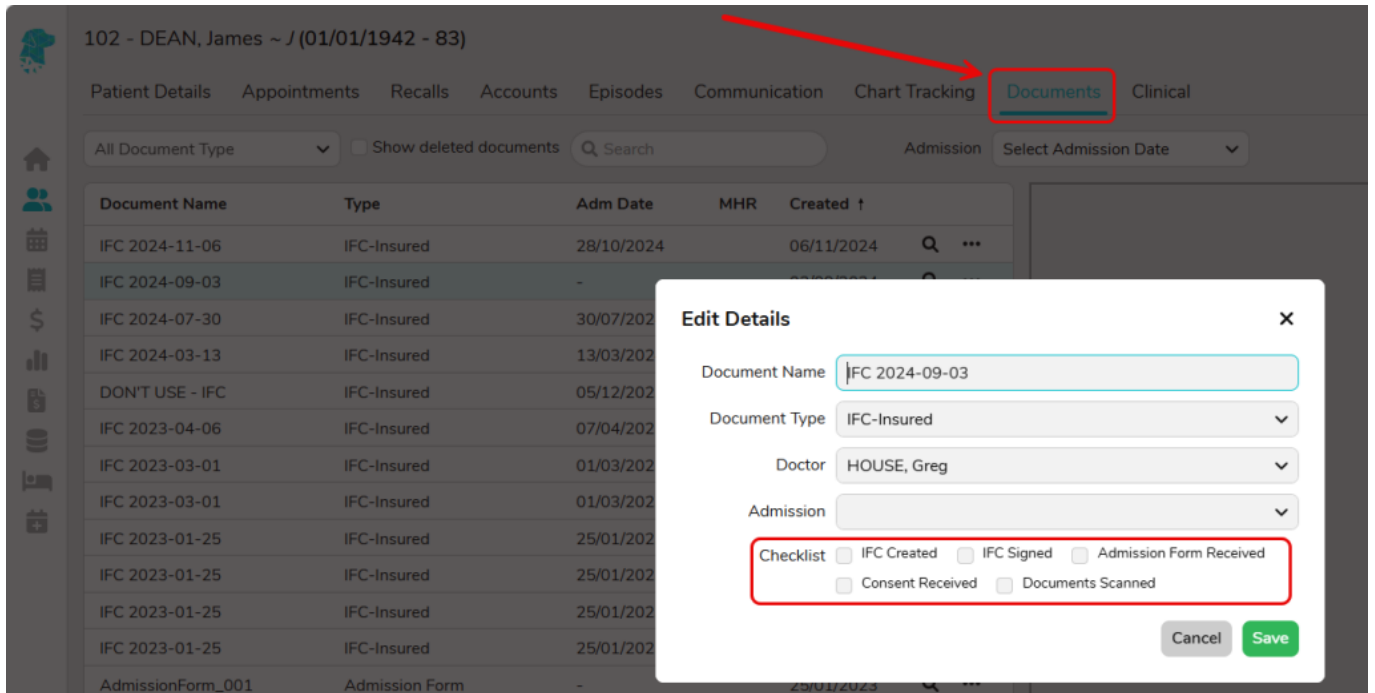 102 - DEAN, James ~ J (01/01/1942 - 83)
Patient Details Appointments Recalls Accounts Episodes Communication Chart Tracking Documents Clinical
All Document Type Show deleted documents Search Admission Select Admission Date
Document Name Type Adm Date MHR Created ↑
IFC 2024-11-06 IFC-Insured 28/10/2024 06/11/2024
IFC 2024-09-03 IFC-Insured -
IFC 2024-07-30 IFC-Insured 30/07/202
IFC 2024-03-13 IFC-Insured 13/03/202
DON'T USE - IFC IFC-Insured 05/12/202
IFC 2023-04-06 IFC-Insured 07/04/202
IFC 2023-03-01 IFC-Insured 01/03/202
IFC 2023-03-01 IFC-Insured 01/03/202
IFC 2023-01-25 IFC-Insured 25/01/202
IFC 2023-01-25 IFC-Insured 25/01/202
IFC 2023-01-25 IFC-Insured 25/01/202
IFC 2023-01-25 IFC-Insured 25/01/202
AdmissionForm_001 Admission Form - 25/01/2023
Edit Details
Document Name IFC 2024-09-03
Document Type IFC-Insured
Doctor HOUSE, Greg
Admission
Checklist IFC Created IFC Signed Admission Form Received
Consent Received Documents Scanned
Cancel Save